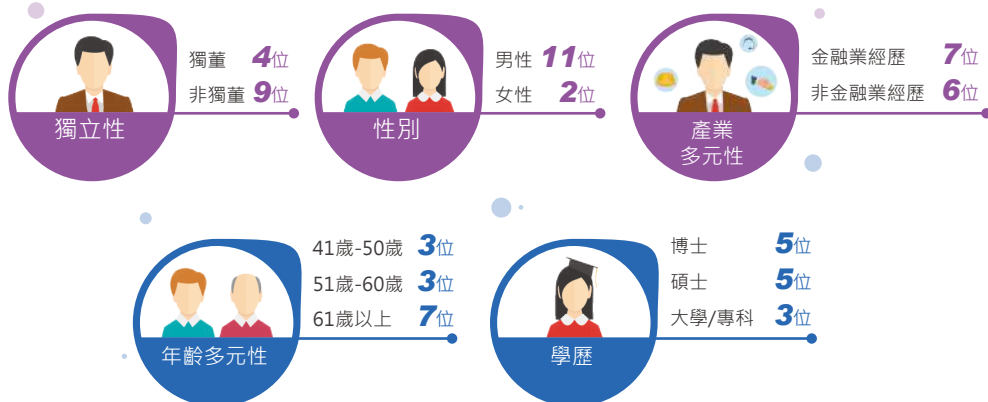 獨董 4位
非獨董 9位
獨立性
男性 11位
女性 2位
性別
金融業經歷 7位
非金融業經歷 6位
產業
多元性
41歲-50歲 3位
51歲-60歲 3位
61歲以上 7位
年齡多元性
博士 5位
碩士 5位
大學/專科 3位
學歷